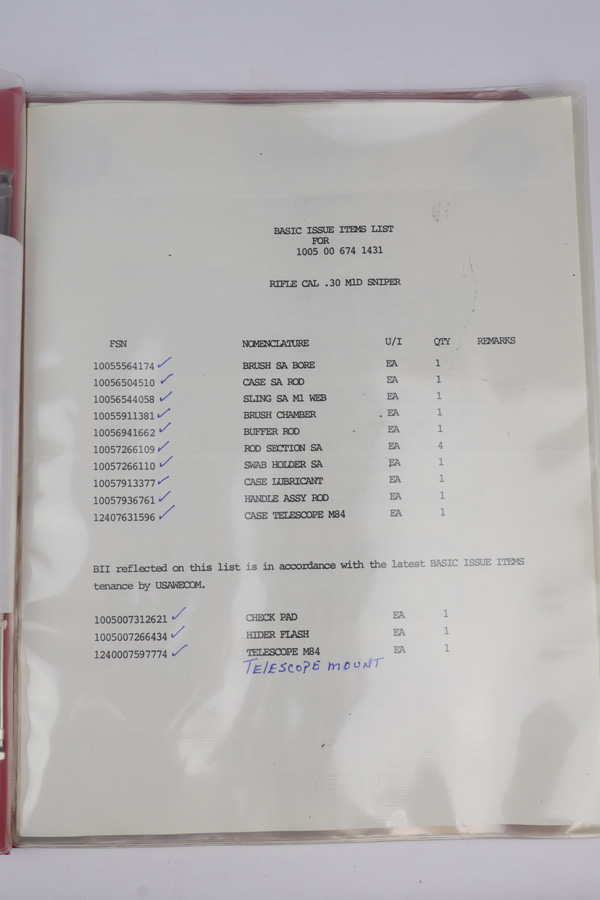 BASIC ISSUE ITEMS LIST
FOR
1005 00 674 1431
RIFLE CAL .30 M1D SNIPER
FSN NOMENCLATURE U/I QTY REMARKS
10055564174 ✓ BRUSH SA BORE EA 1
10056504510 ✓ CASE SA ROD EA 1
10056544058 ✓ SLING SA M1 WEB EA 1
10055911381 ✓ BRUSH CHAMBER EA 1
10056941662 ✓ BUFFER ROD EA 1
10057266109 ✓ ROD SECTION SA EA 4
10057266110 ✓ SWAB HOLDER SA EA 1
10057913377 ✓ CASE LUBRICANT EA 1
10057936761 ✓ HANDLE ASSY ROD EA 1
12407631596 ✓ CASE TELESCOPE M84 EA 1
BII reflected on this list is in accordance with the latest BASIC ISSUE ITEMS
tenance by USAWECOM.
1005007312621 ✓ CHECK PAD EA 1
1005007266434 ✓ HIDER FLASH EA 1
1240007597774 ✓ TELESCOPE M84 EA 1
TELESCOPE MOUNT